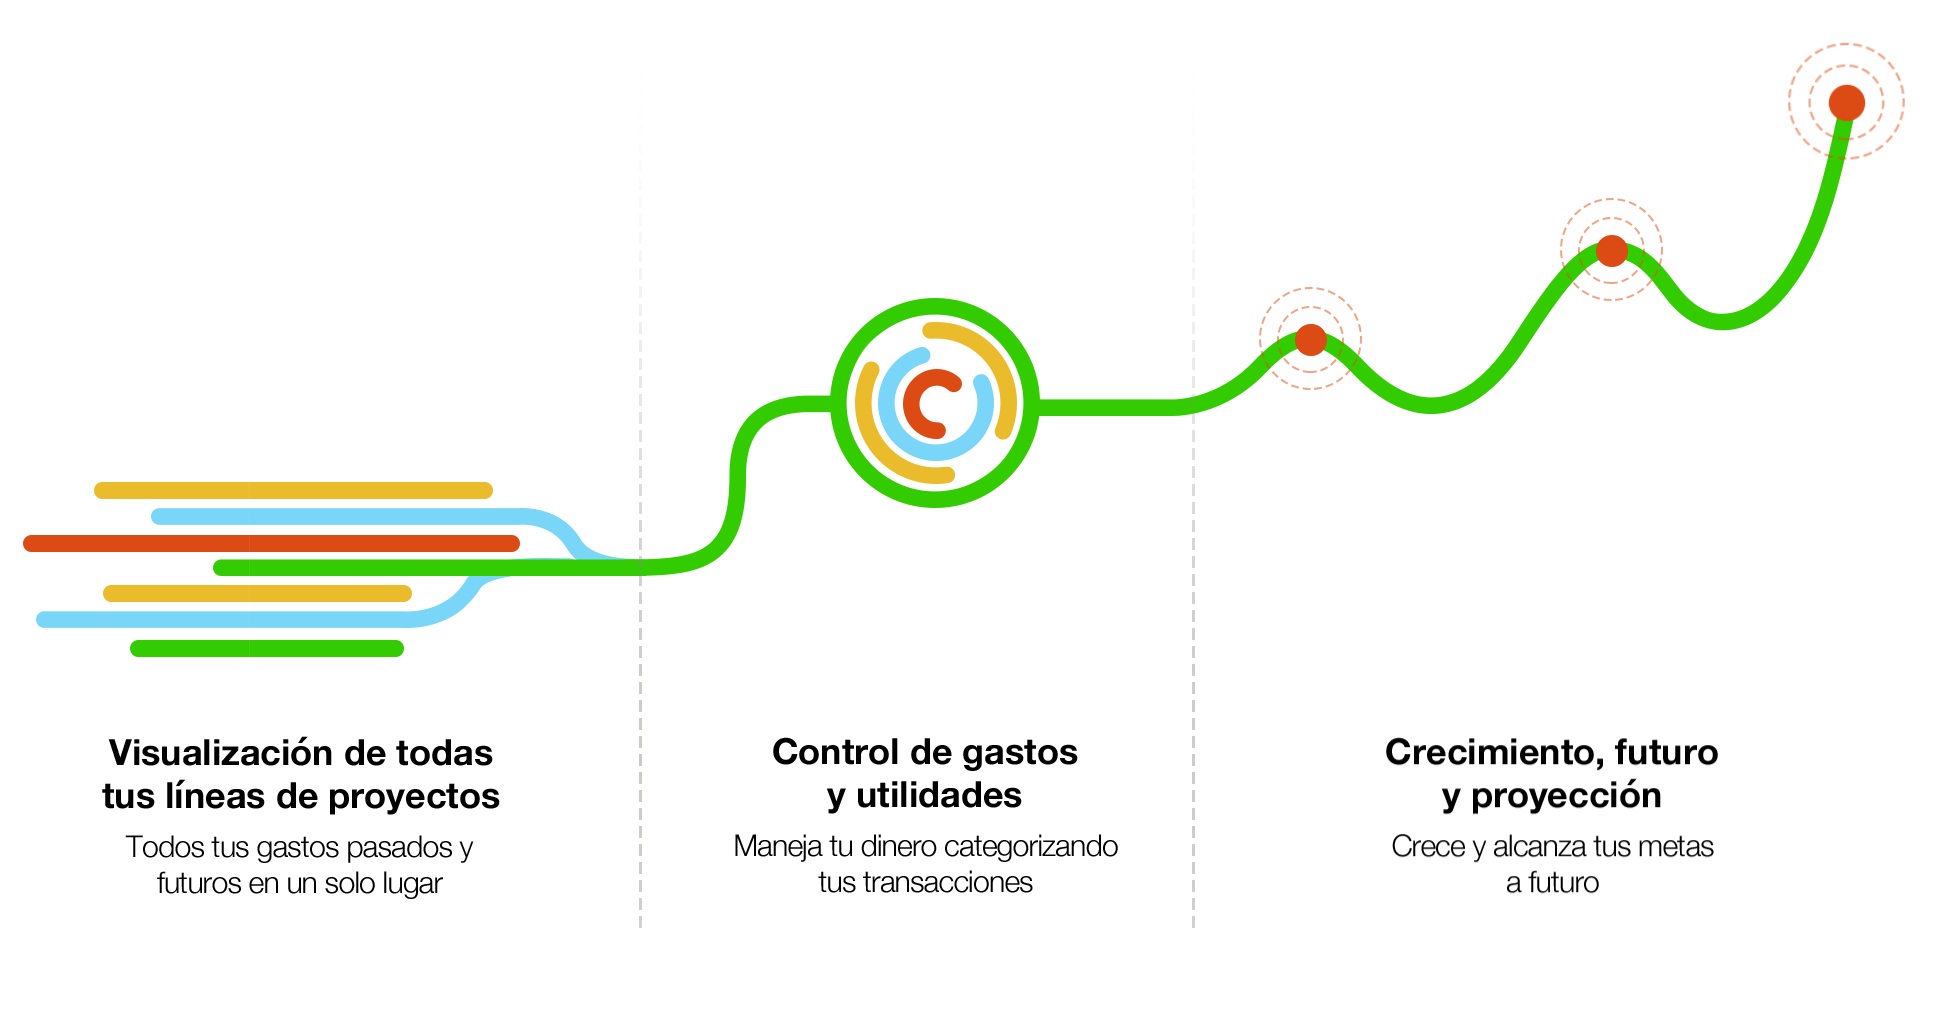 Visualización de todas
tus líneas de proyectos
Todos tus gastos pasados y
futuros en un solo lugar
Control de gastos
y utilidades
Maneja tu dinero categorizando
tus transacciones
Crecimiento, futuro
y proyección
Crece y alcanza tus metas
a futuro